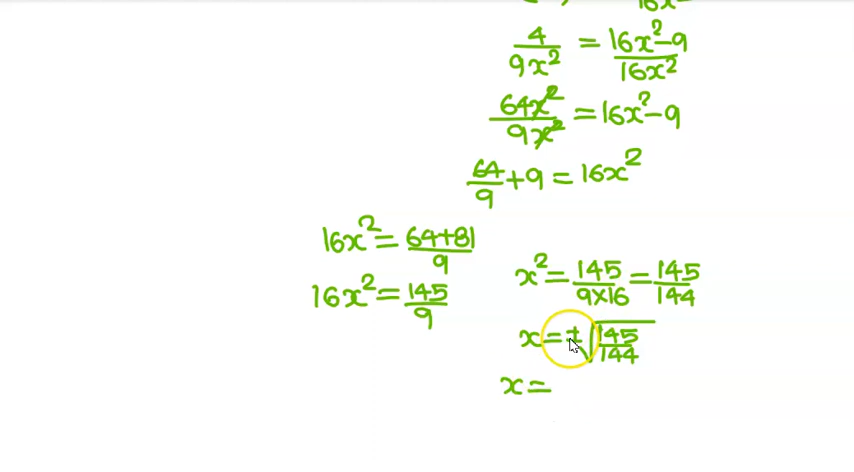 16x
4/9x² = 16x²-9/16x²
64x²/9x² = 16x²-9
64/9 + 9 = 16x²
16x² = 64+81/9
16x² = 145/9
x² = 145/9×16 = 145/144
x = ±√145/144
x =